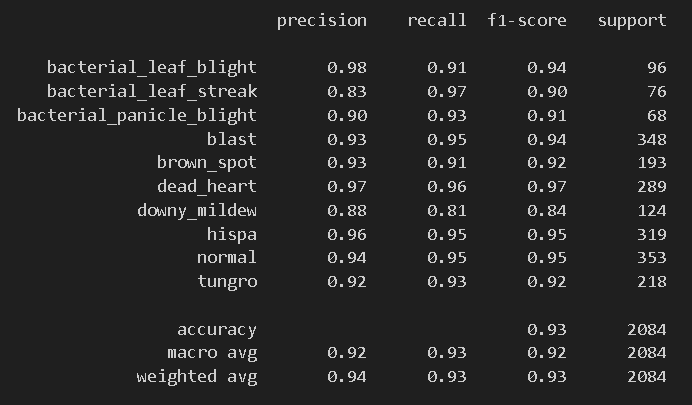 precision recall f1-score support
bacterial_leaf_blight 0.98 0.91 0.94 96
bacterial_leaf_streak 0.83 0.97 0.90 76
bacterial_panicle_blight 0.90 0.93 0.91 68
blast 0.93 0.95 0.94 348
brown_spot 0.93 0.91 0.92 193
dead_heart 0.97 0.96 0.97 289
downy_mildew 0.88 0.81 0.84 124
hispa 0.96 0.95 0.95 319
normal 0.94 0.95 0.95 353
tungro 0.92 0.93 0.92 218
accuracy 0.93 2084
macro avg 0.92 0.93 0.92 2084
weighted avg 0.94 0.93 0.93 2084